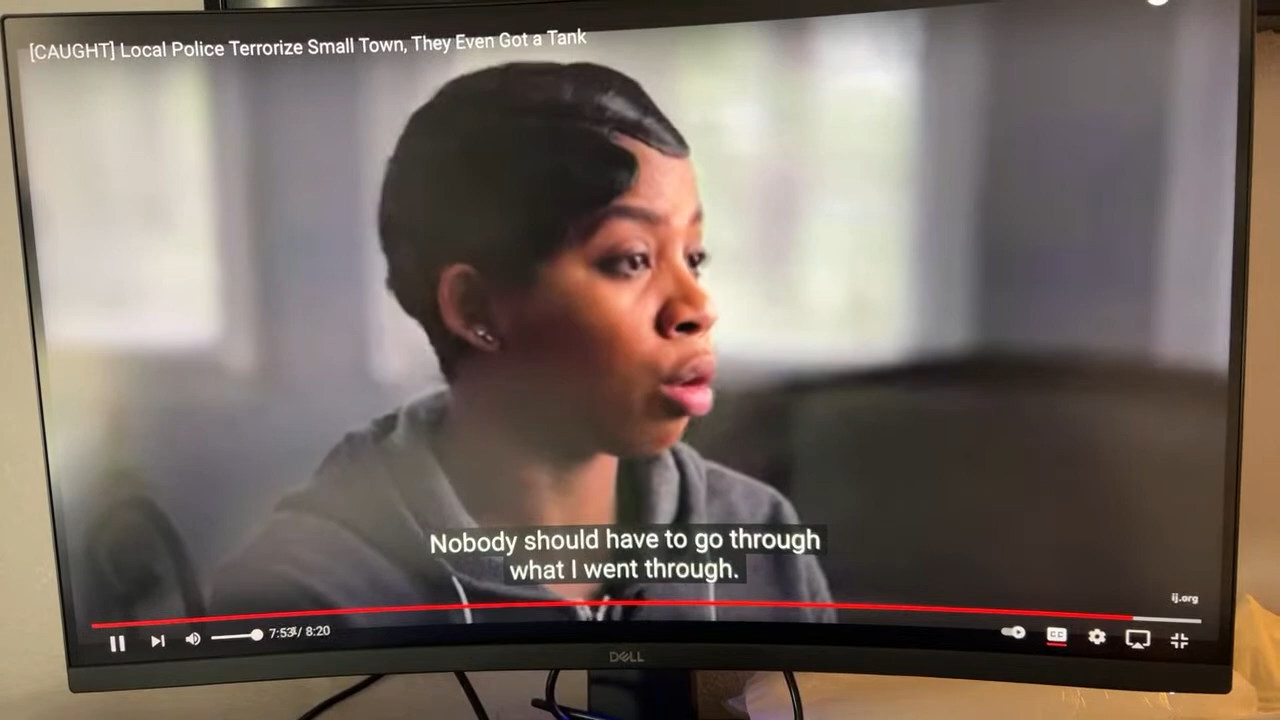 [CAUGHT] Local Police Terrorize Small Town, They Even Got a Tank
Nobody should have to go through
what I went through.
ij.org
7:53 / 8:20
CC
DELL